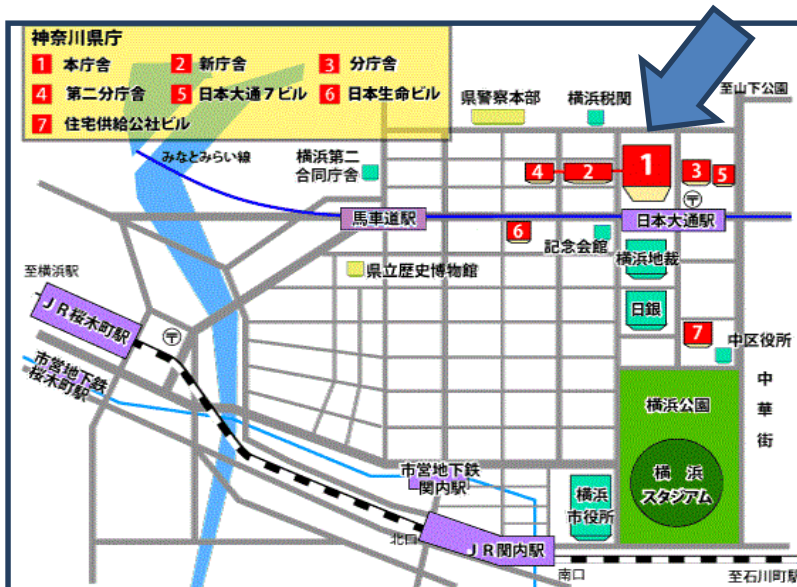 神奈川県庁
1 本庁舎 2 新庁舎 3 分庁舎
4 第二分庁舎 5 日本大通7ビル 6 日本生命ビル
7 住宅供給公社ビル
県警察本部
横浜税関
至山下公園
みなとみらい線
横浜第二
合同庁舎
4
2
1
3
5
〒
馬車道駅
日本大通駅
6
記念会館
横浜地裁
至横浜駅
県立歴史博物館
JR桜木町駅
〒
日銀
7
中区役所
市営地下鉄
桜木町駅
横浜公園
中華街
横浜
スタジアム
市営地下鉄
関内駅
横浜
市役所
北口
JR関内駅
南口
至石川町駅